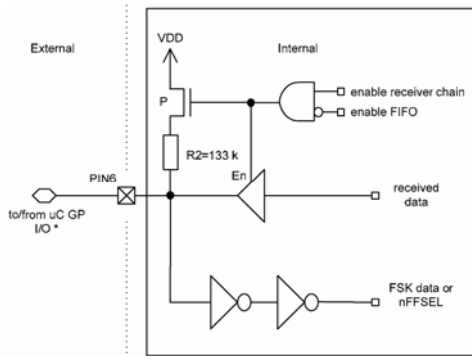 External
VDD
Internal
P
enable receiver chain
enable FIFO
R2=133 k
En
PIN6
received
data
to/from uC GP
I/O *
FSK data or
nFFSEL